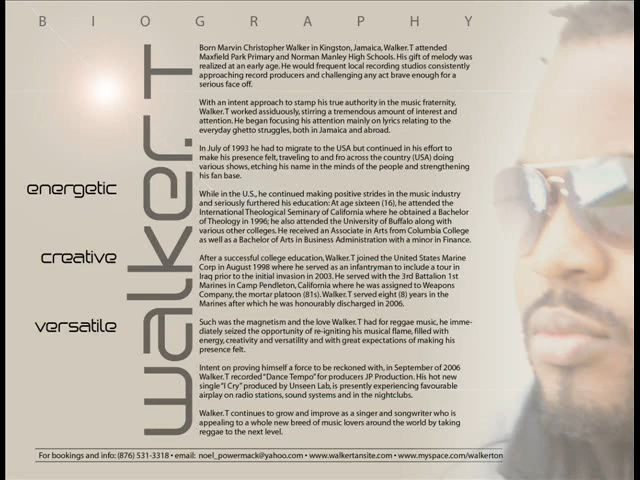 BIOGRAPHY
walker. T
energetic
creative
versatile
Born Marvin Christopher Walker in Kingston, Jamaica, Walker. T attended
Maxfield Park Primary and Norman Manley High Schools. His gift of melody was
realized at an early age. He would frequent local recording studios consistently
approaching record producers and challenging any act brave enough for a
serious face off.
With an intent approach to stamp his true authority in the music fraternity,
Walker. T worked assiduously, stirring a tremendous amount of interest and
attention. He began focusing his attention mainly on lyrics relating to the
everyday ghetto struggles, both in Jamaica and abroad.
In July of 1993 he had to migrate to the USA but continued in his effort to
make his presence felt, traveling to and fro across the country (USA) doing
various shows, etching his name in the minds of the people and strengthening
his fan base.
While in the U.S., he continued making positive strides in the music industry
and seriously furthered his education: At age sixteen (16), he attended the
International Theological Seminary of California where he obtained a Bachelor
of Theology in 1996; he also attended the University of Buffalo along with
various other colleges. He received an Associate in Arts from Columbia College
as well as a Bachelor of Arts in Business Administration with a minor in Finance.
After a successful college education, Walker. T joined the United States Marine
Corp in August 1998 where he served as an infantryman to include a tour in
Iraq prior to the initial invasion in 2003. He served with the 3rd Battalion 1st
Marines in Camp Pendleton, California where he was assigned to Weapons
Company, the mortar platoon (81s). Walker. T served eight (8) years in the
Marines after which he was honourably discharged in 2006.
Such was the magnetism and the love Walker. T had for reggae music, he imme-
diately seized the opportunity of re-igniting his musical flame, filled with
energy, creativity and versatility and with great expectations of making his
presence felt.
Intent on proving himself a force to be reckoned with, in September of 2006
Walker. T recorded "Dance Tempo" for producers JP Production. His hot new
single "I Cry" produced by Unseen Lab, is presently experiencing favourable
airplay on radio stations, sound systems and in the nightclubs.
Walker. T continues to grow and improve as a singer and songwriter who is
appealing to a whole new breed of music lovers around the world by taking
reggae to the next level.
For bookings and info: (876) 531-3318 • email: noel_powermack@yahoo.com • www.walkertansite.com • www.myspace.com/walkerton